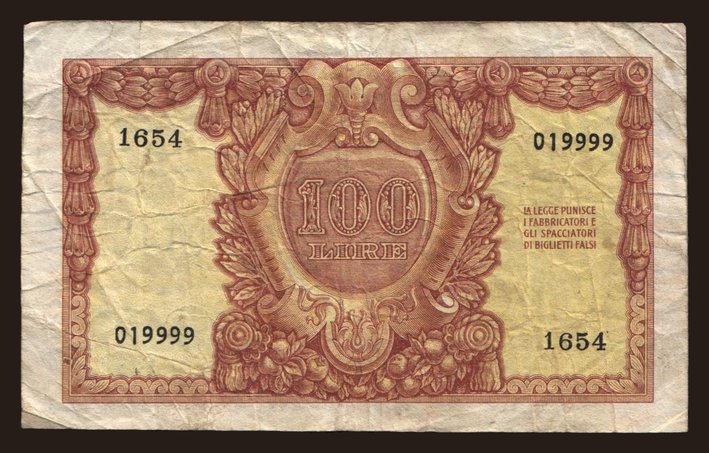 1654
019999
100
LIRE
LA LEGGE PUNISCE
I FABBRICATORI E
GLI SPACCIATORI
DI BIGLIETTI FALSI
019999
1654